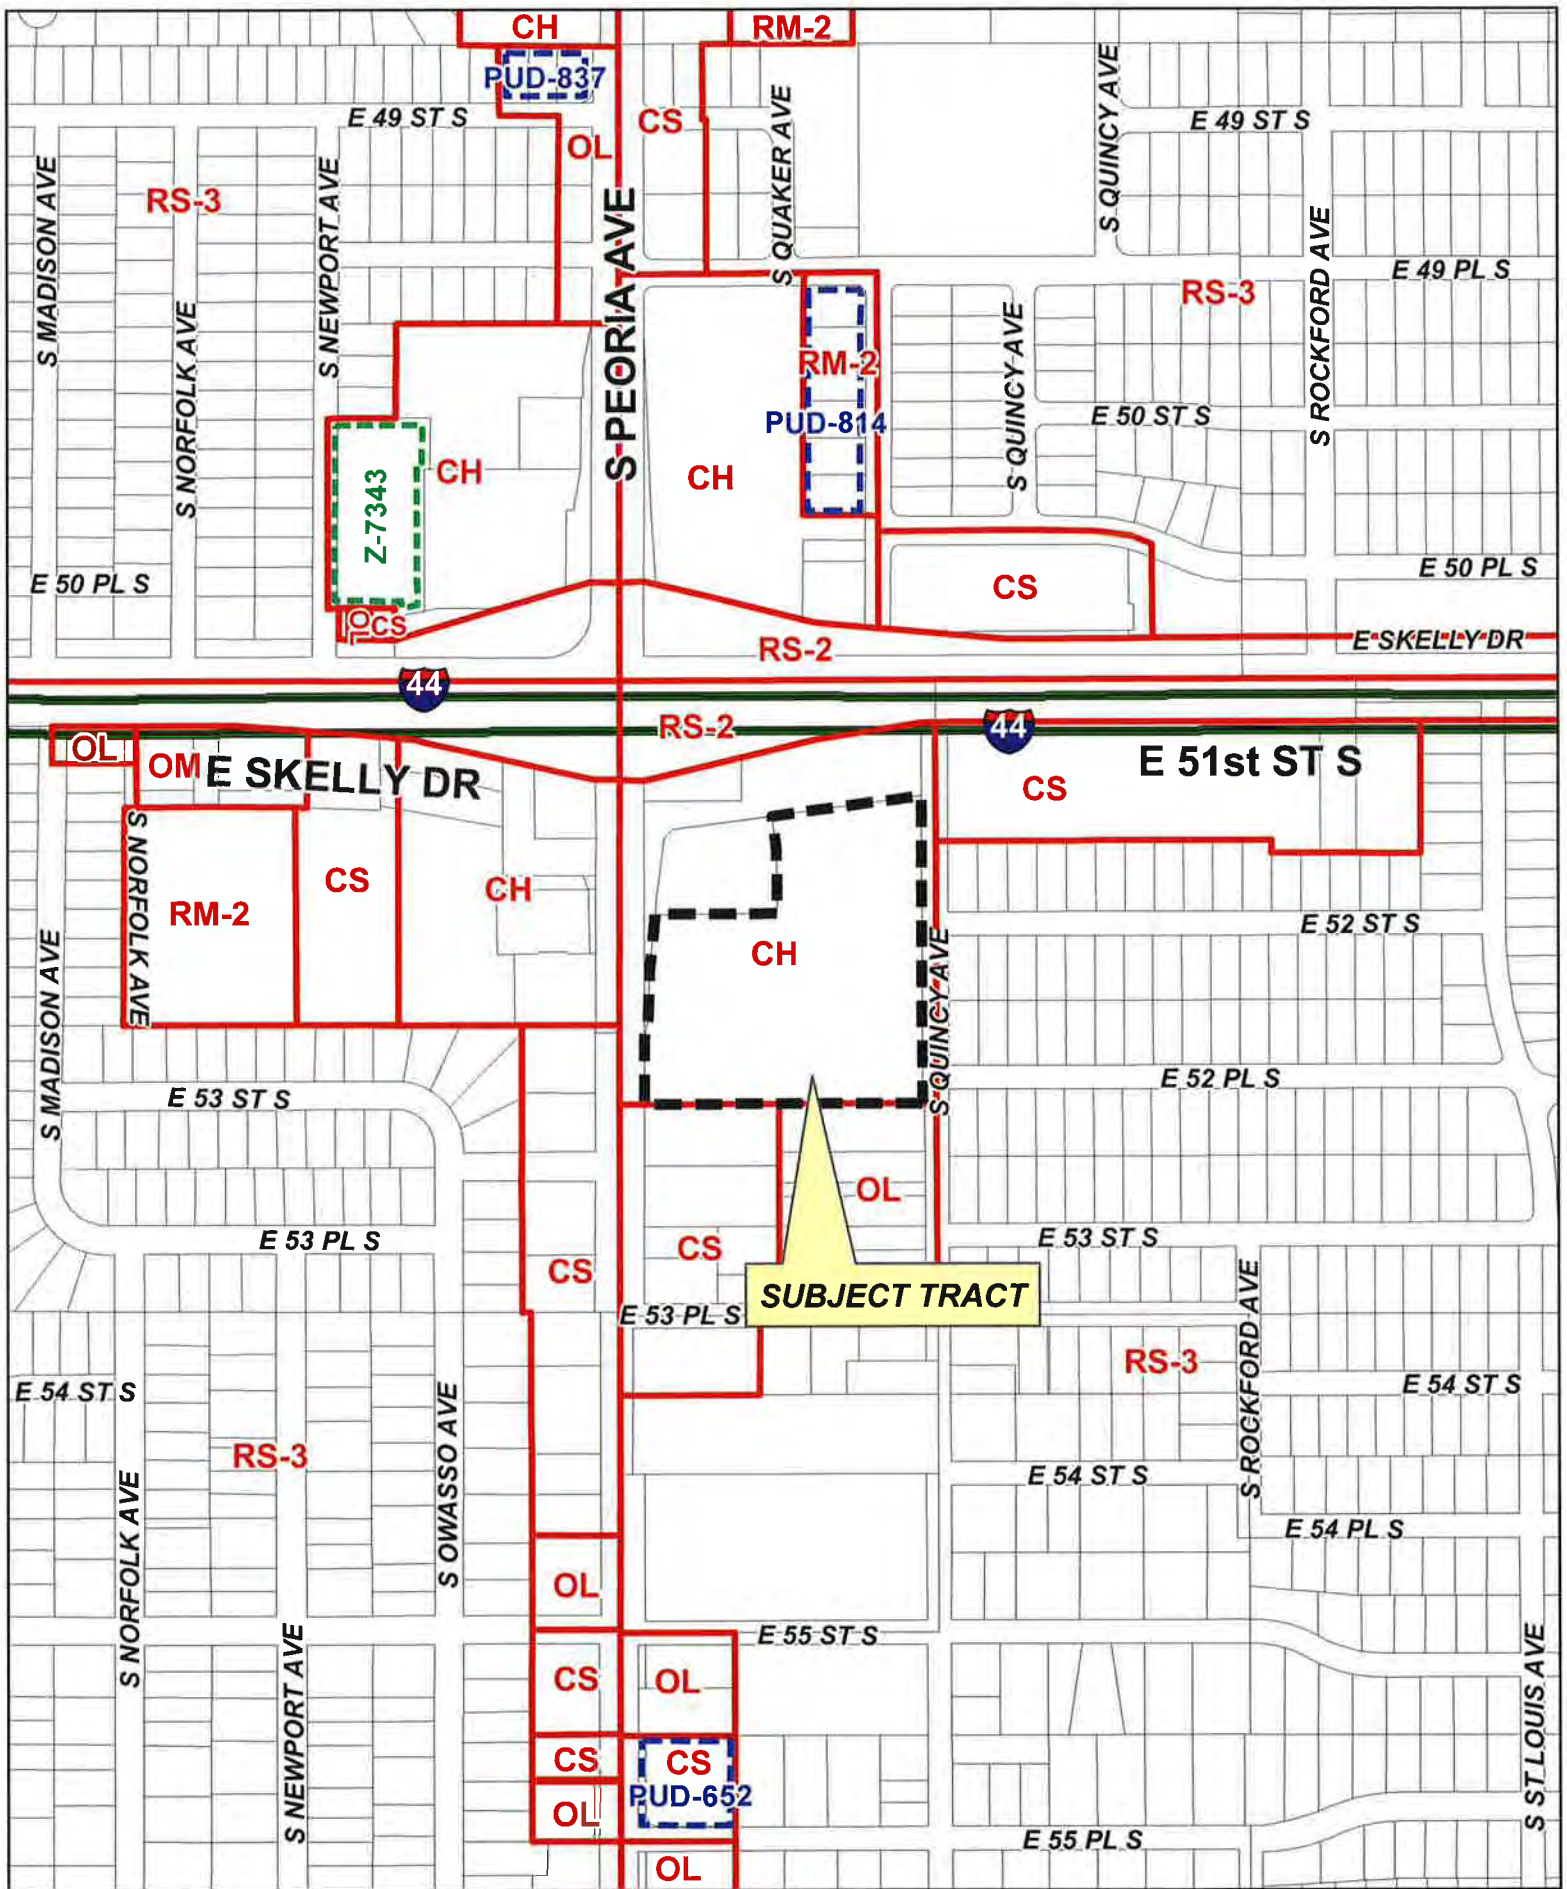 CH
RM-2
PUD-837
E 49 ST S
CS
OL
S QUAKER AVE
S QUINCY AVE
E 49 ST S
S MADISON AVE
RS-3
S NEWPORT AVE
S PEORIA AVE
S ROCKFORD AVE
E 49 PL S
RS-3
S NORFOLK AVE
S QUINCY AVE
RM-2
PUD-814
E 50 ST S
CH
CH
Z-7343
E 50 PL S
E 50 PL S
CS
OL
CS
RS-2
E SKELLY DR
44
RS-2
44
OL
OM
E SKELLY DR
E 51st ST S
CS
S NORFOLK AVE
CS
CH
RM-2
E 52 ST S
CH
S MADISON AVE
S QUINCY AVE
E 52 PL S
E 53 ST S
OL
E 53 PL S
CS
E 53 ST S
CS
SUBJECT TRACT
E 53 PL S
S ROCKFORD AVE
RS-3
E 54 ST S
E 54 ST S
S OWASSO AVE
RS-3
E 54 ST S
S NORFOLK AVE
E 54 PL S
OL
E 55 ST S
S NEWPORT AVE
CS
OL
S ST LOUIS AVE
CS
CS
PUD-652
OL
E 55 PL S
OL